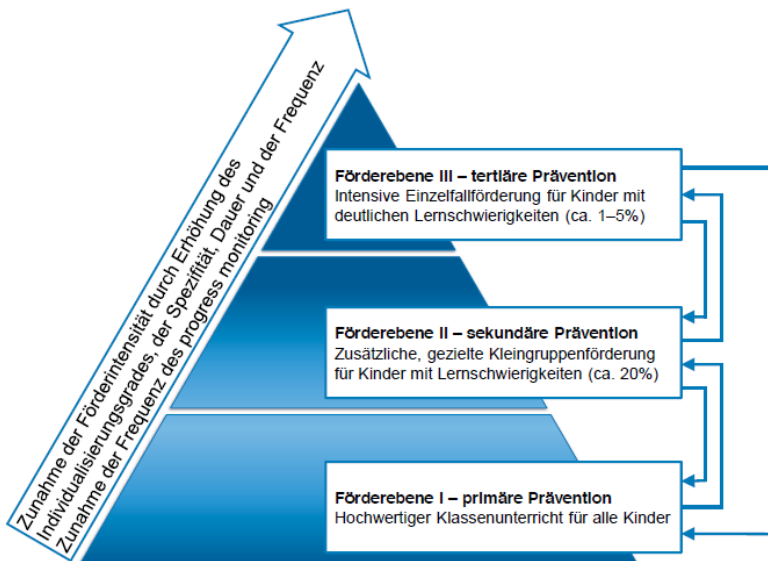 Zunahme der Förderintensität durch Erhöhung des
Individualisierungsgrades, der Spezifität, Dauer und der Frequenz
Zunahme der Frequenz des progress monitoring
Förderebene III – tertiäre Prävention
Intensive Einzelfallförderung für Kinder mit
deutlichen Lernschwierigkeiten (ca. 1–5%)
Förderebene II – sekundäre Prävention
Zusätzliche, gezielte Kleingruppenförderung
für Kinder mit Lernschwierigkeiten (ca. 20%)
Förderebene I – primäre Prävention
Hochwertiger Klassenunterricht für alle Kinder